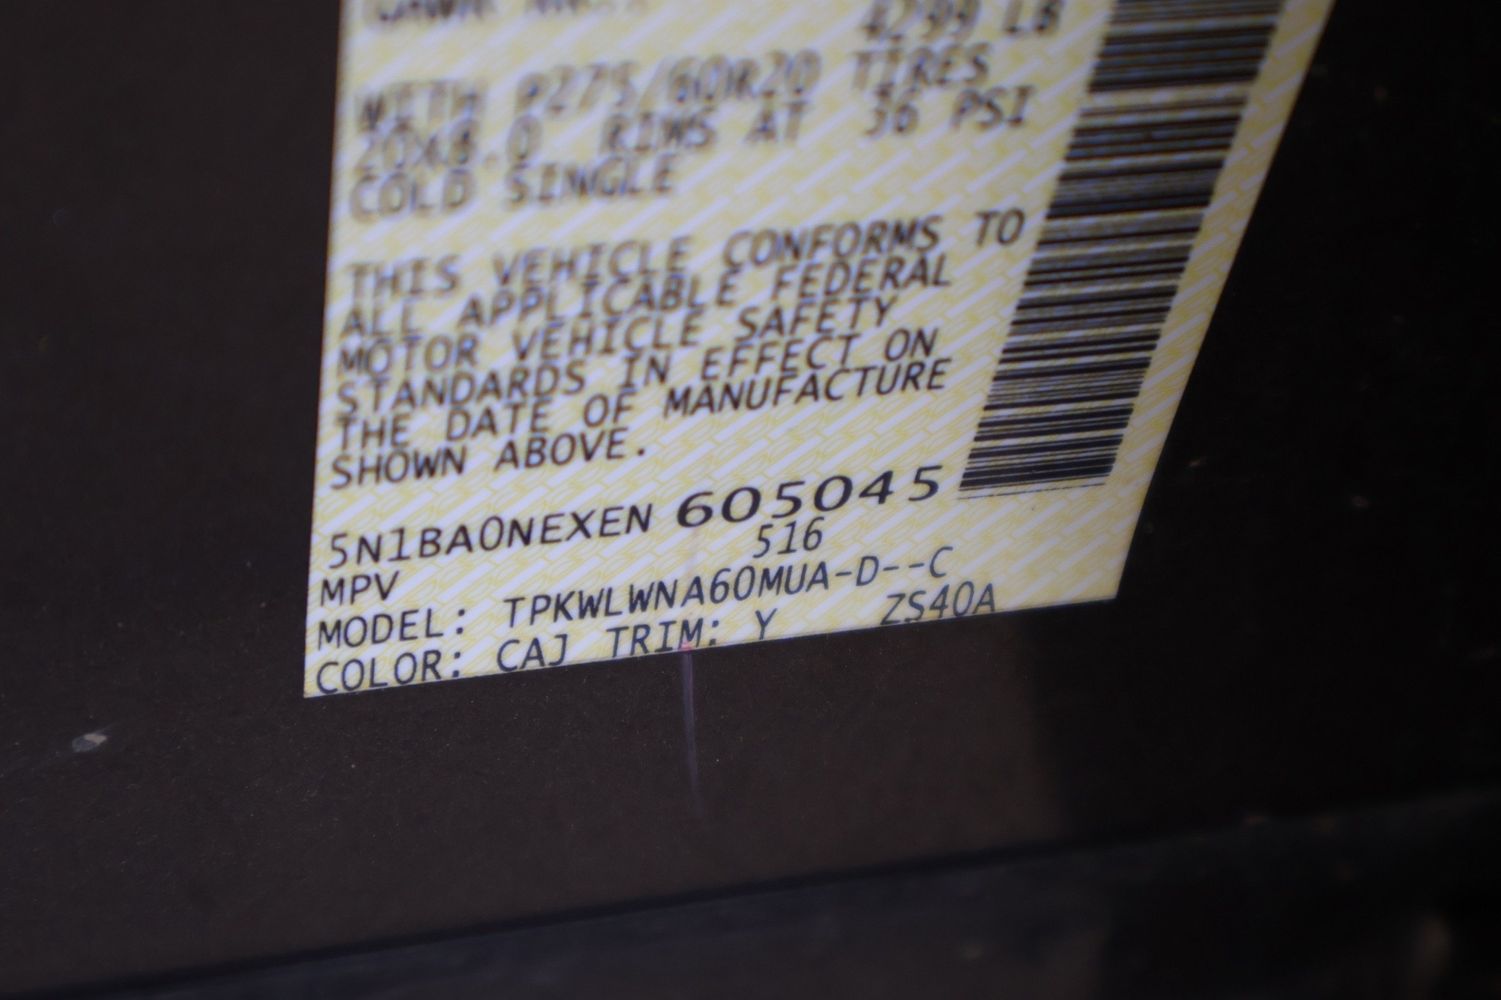 4299 LB
WITH P275/60R20 TIRES
20X8.0 RIMS AT 36 PSI
COLD SINGLE
THIS VEHICLE CONFORMS TO
ALL APPLICABLE FEDERAL
MOTOR VEHICLE SAFETY
STANDARDS IN EFFECT ON
THE DATE OF MANUFACTURE
SHOWN ABOVE.
5N1BA0NEXEN 605045
MPV 516
MODEL: TPKWLWNA60MUA-D--C
COLOR: CAJ TRIM: Y ZS40A